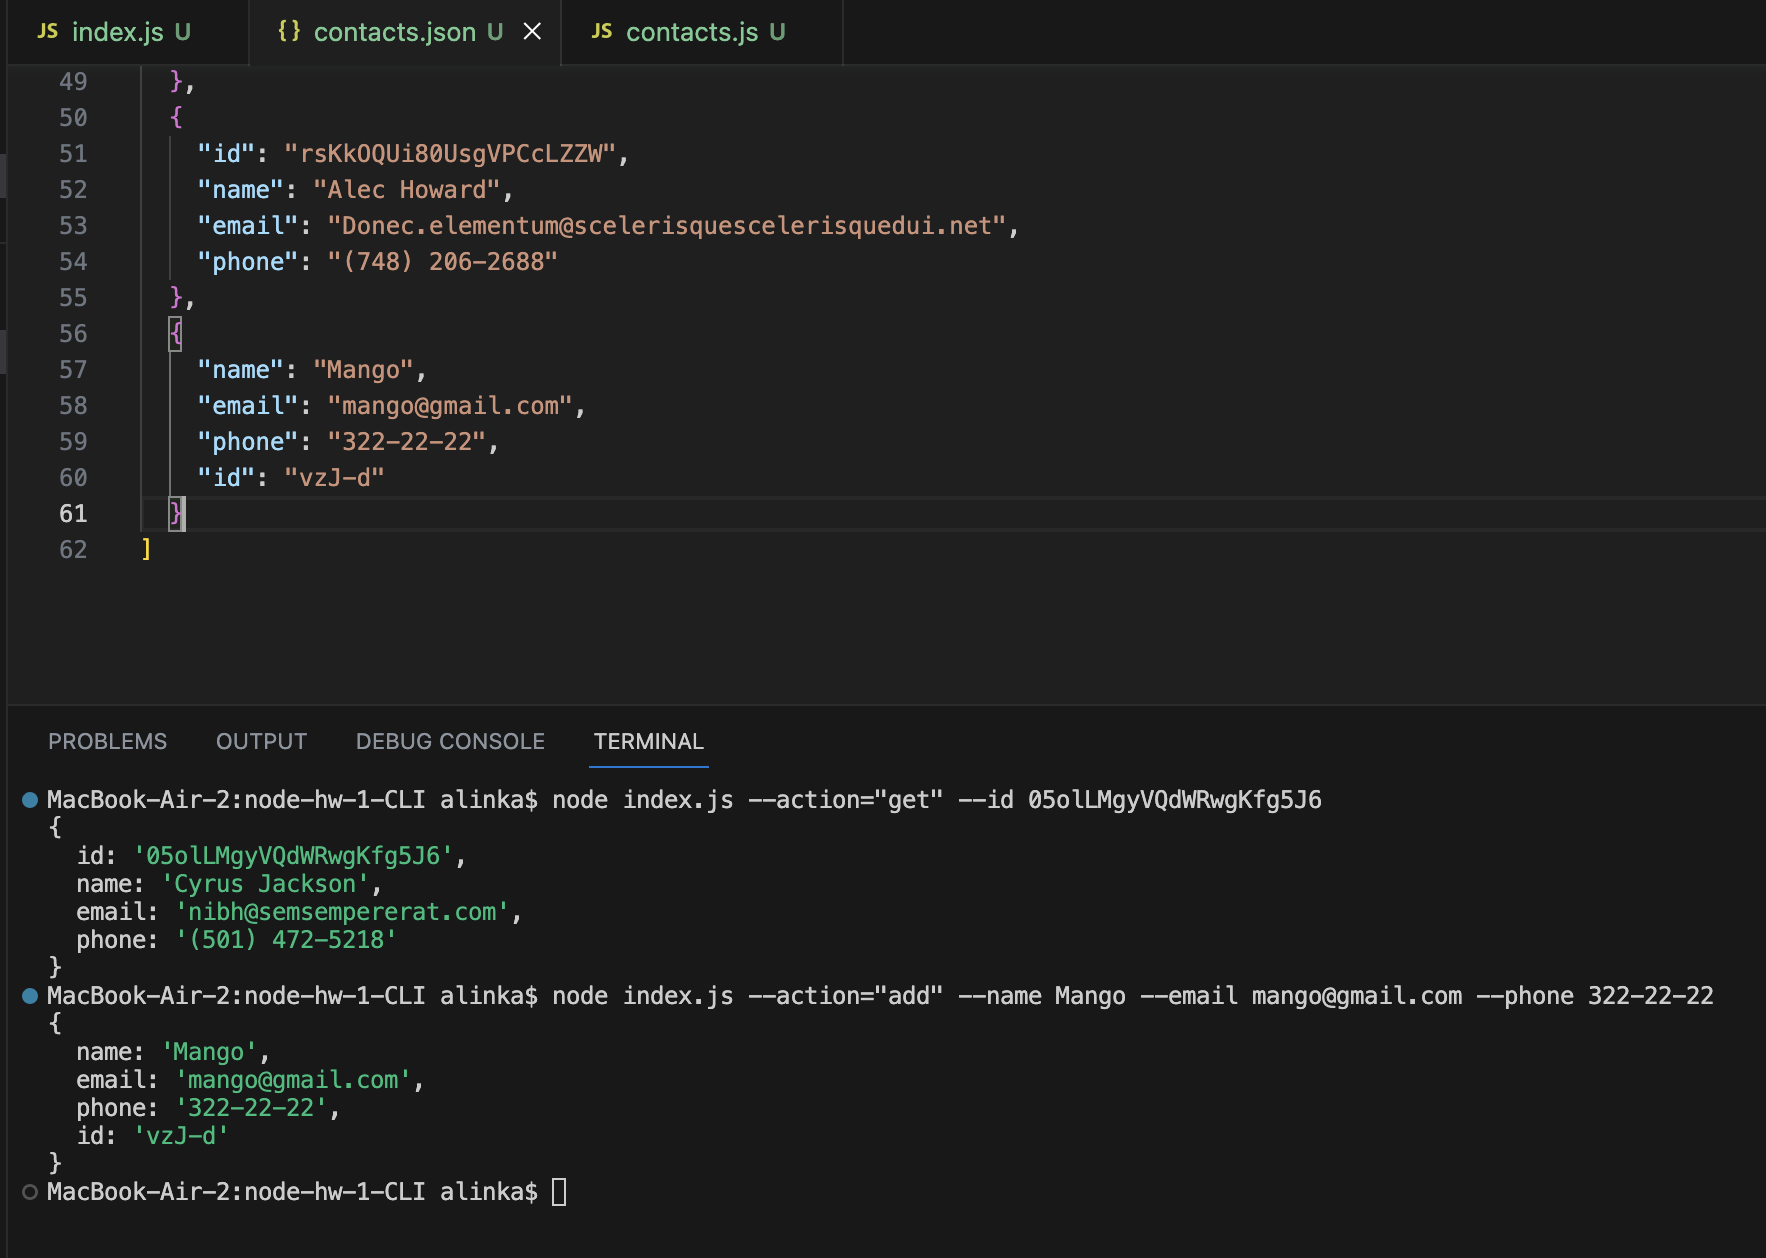 JS index.js U {} contacts.json U × JS contacts.js U
49 },
50 {
51 "id": "rsKkOQUi80UsgVPCcLZZW",
52 "name": "Alec Howard",
53 "email": "Donec.elementum@scelerisquescelerisquedui.net",
54 "phone": "(748) 206-2688"
55 },
56 {
57 "name": "Mango",
58 "email": "mango@gmail.com",
59 "phone": "322-22-22",
60 "id": "vzJ-d"
61 }
62 ]
PROBLEMS OUTPUT DEBUG CONSOLE TERMINAL
MacBook-Air-2:node-hw-1-CLI alinka$ node index.js --action="get" --id 05olLMgyVQdWRwgKfg5J6
{
id: '05olLMgyVQdWRwgKfg5J6',
name: 'Cyrus Jackson',
email: 'nibh@semsempererat.com',
phone: '(501) 472-5218'
}
MacBook-Air-2:node-hw-1-CLI alinka$ node index.js --action="add" --name Mango --email mango@gmail.com --phone 322-22-22
{
name: 'Mango',
email: 'mango@gmail.com',
phone: '322-22-22',
id: 'vzJ-d'
}
MacBook-Air-2:node-hw-1-CLI alinka$